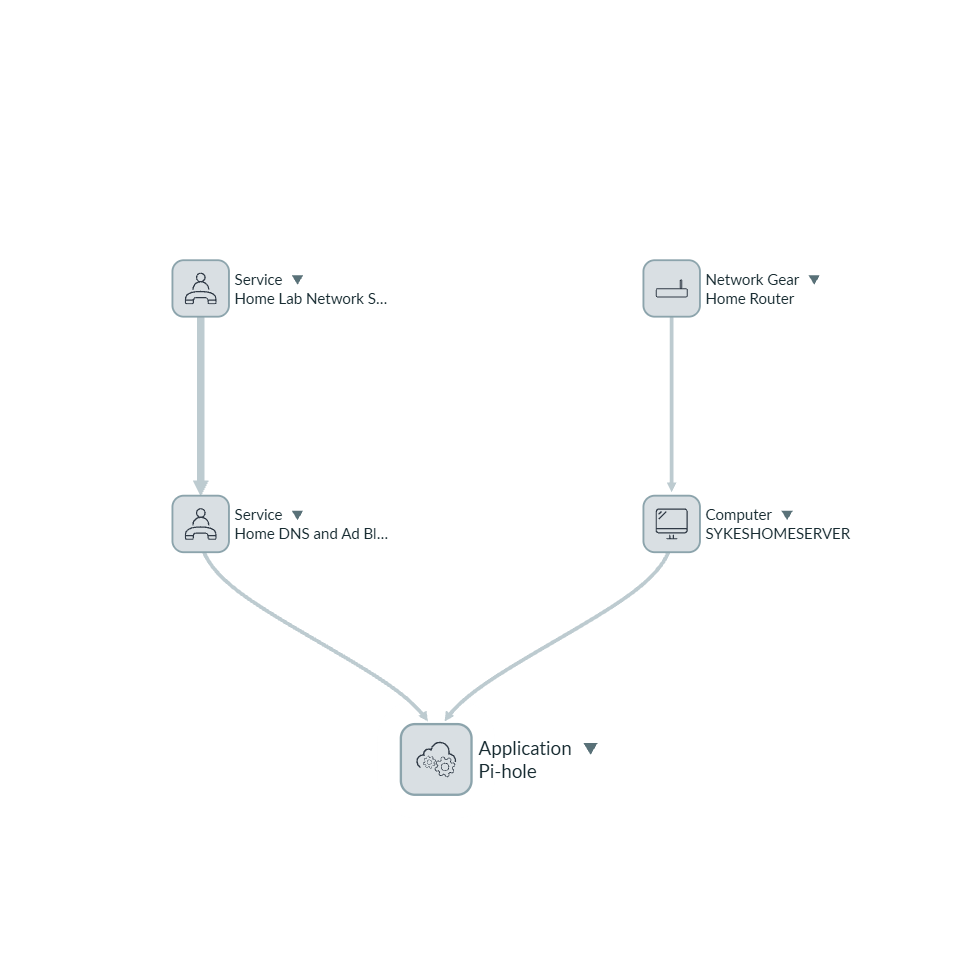 Service
Home Lab Network S...
Network Gear
Home Router
Service
Home DNS and Ad Bl...
Computer
SYKESHOMESERVER
Application
Pi-hole